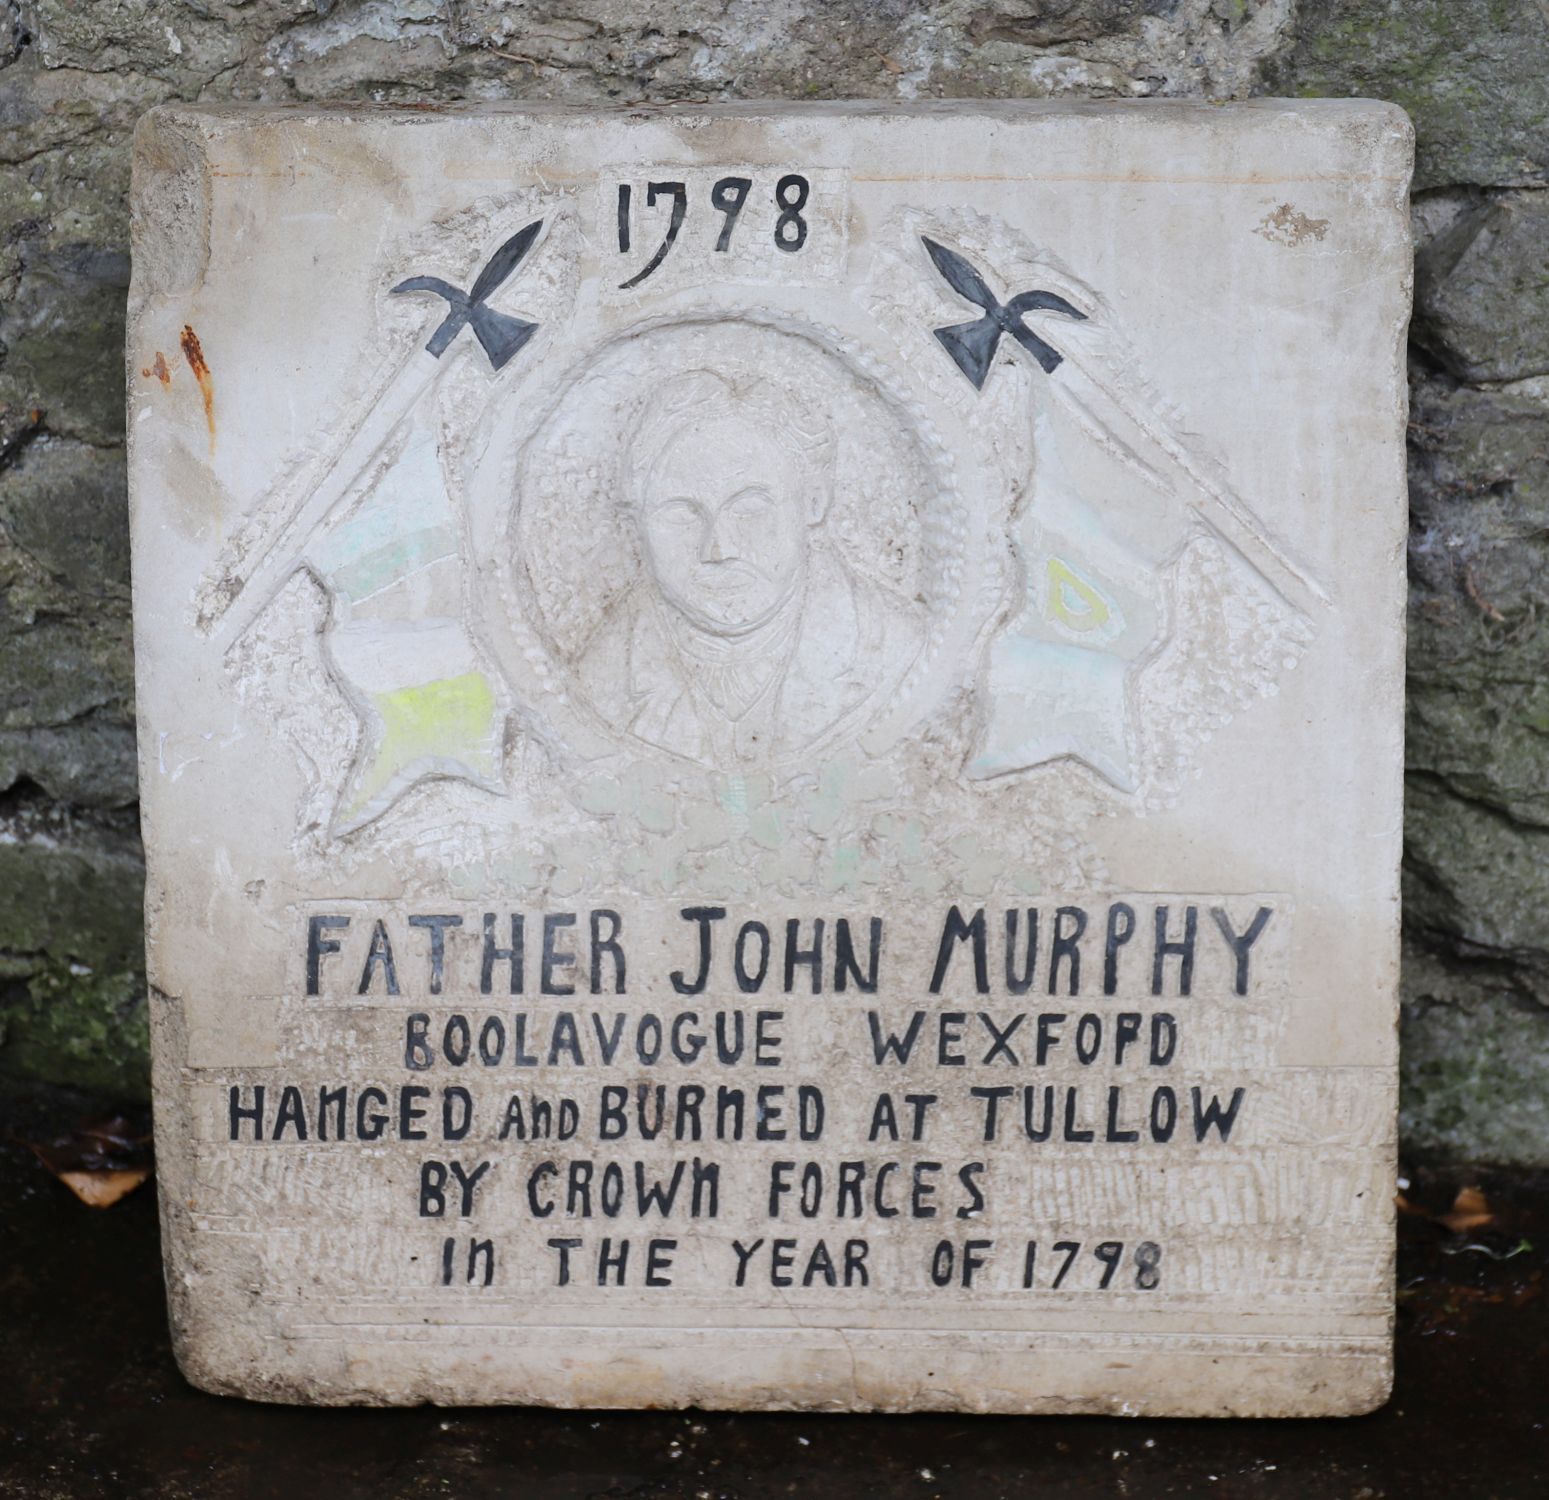 1798
FATHER JOHN MURPHY
BOOLAVOGUE WEXFORD
HANGED AnD BURNED AT TULLOW
BY CROWN FORCES
IN THE YEAR OF 1798